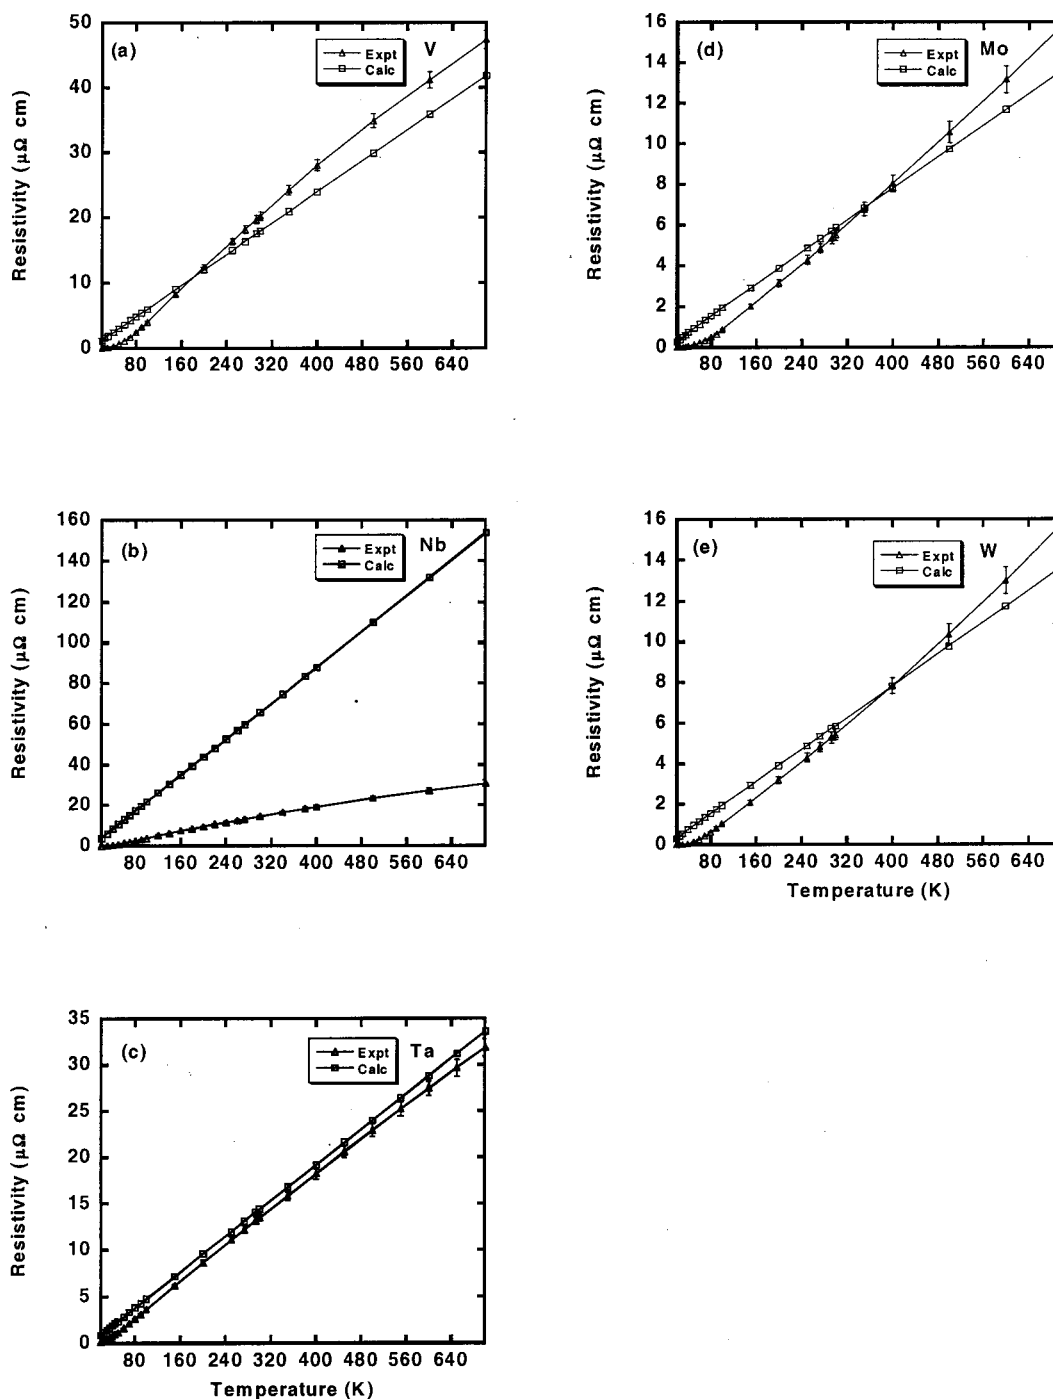 (a)
V
Expt
Calc
Resistivity (μΩ cm)
50
40
30
20
10
0
80 160 240 320 400 480 560 640
(d)
Mo
Expt
Calc
Resistivity (μΩ cm)
16
14
12
10
8
6
4
2
0
80 160 240 320 400 480 560 640
(b)
Nb
Expt
Calc
Resistivity (μΩ cm)
160
140
120
100
80
60
40
20
0
80 160 240 320 400 480 560 640
(e)
W
Expt
Calc
Resistivity (μΩ cm)
16
14
12
10
8
6
4
2
0
80 160 240 320 400 480 560 640
Temperature (K)
(c)
Ta
Expt
Calc
Resistivity (μΩ cm)
35
30
25
20
15
10
5
0
80 160 240 320 400 480 560 640
Temperature (K)